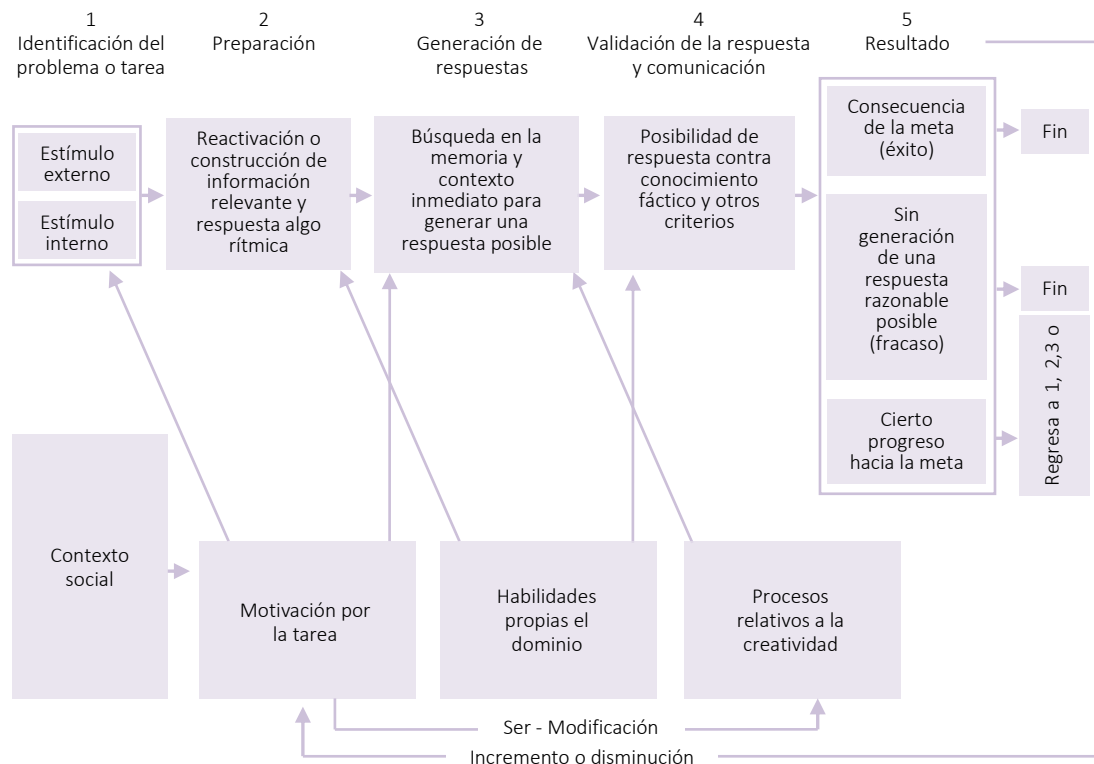 1
Identificación del
problema o tarea
2
Preparación
3
Generación de
respuestas
4
Validación de la respuesta
y comunicación
5
Resultado
Estímulo
externo
Estímulo
interno
Reactivación o
construcción de
información
relevante y
respuesta algo
rítmica
Búsqueda en la
memoria y
contexto
inmediato para
generar una
respuesta posible
Posibilidad de
respuesta contra
conocimiento
fáctico y otros
criterios
Consecuencia
de la meta
(éxito)
Fin
Sin
generación
de una
respuesta
razonable
posible
(fracaso)
Fin
Cierto
progreso
hacia la meta
Regresa a 1, 2,3 o
Contexto
social
Motivación por
la tarea
Habilidades
propias el
dominio
Procesos
relativos a la
creatividad
Ser - Modificación
Incremento o disminución